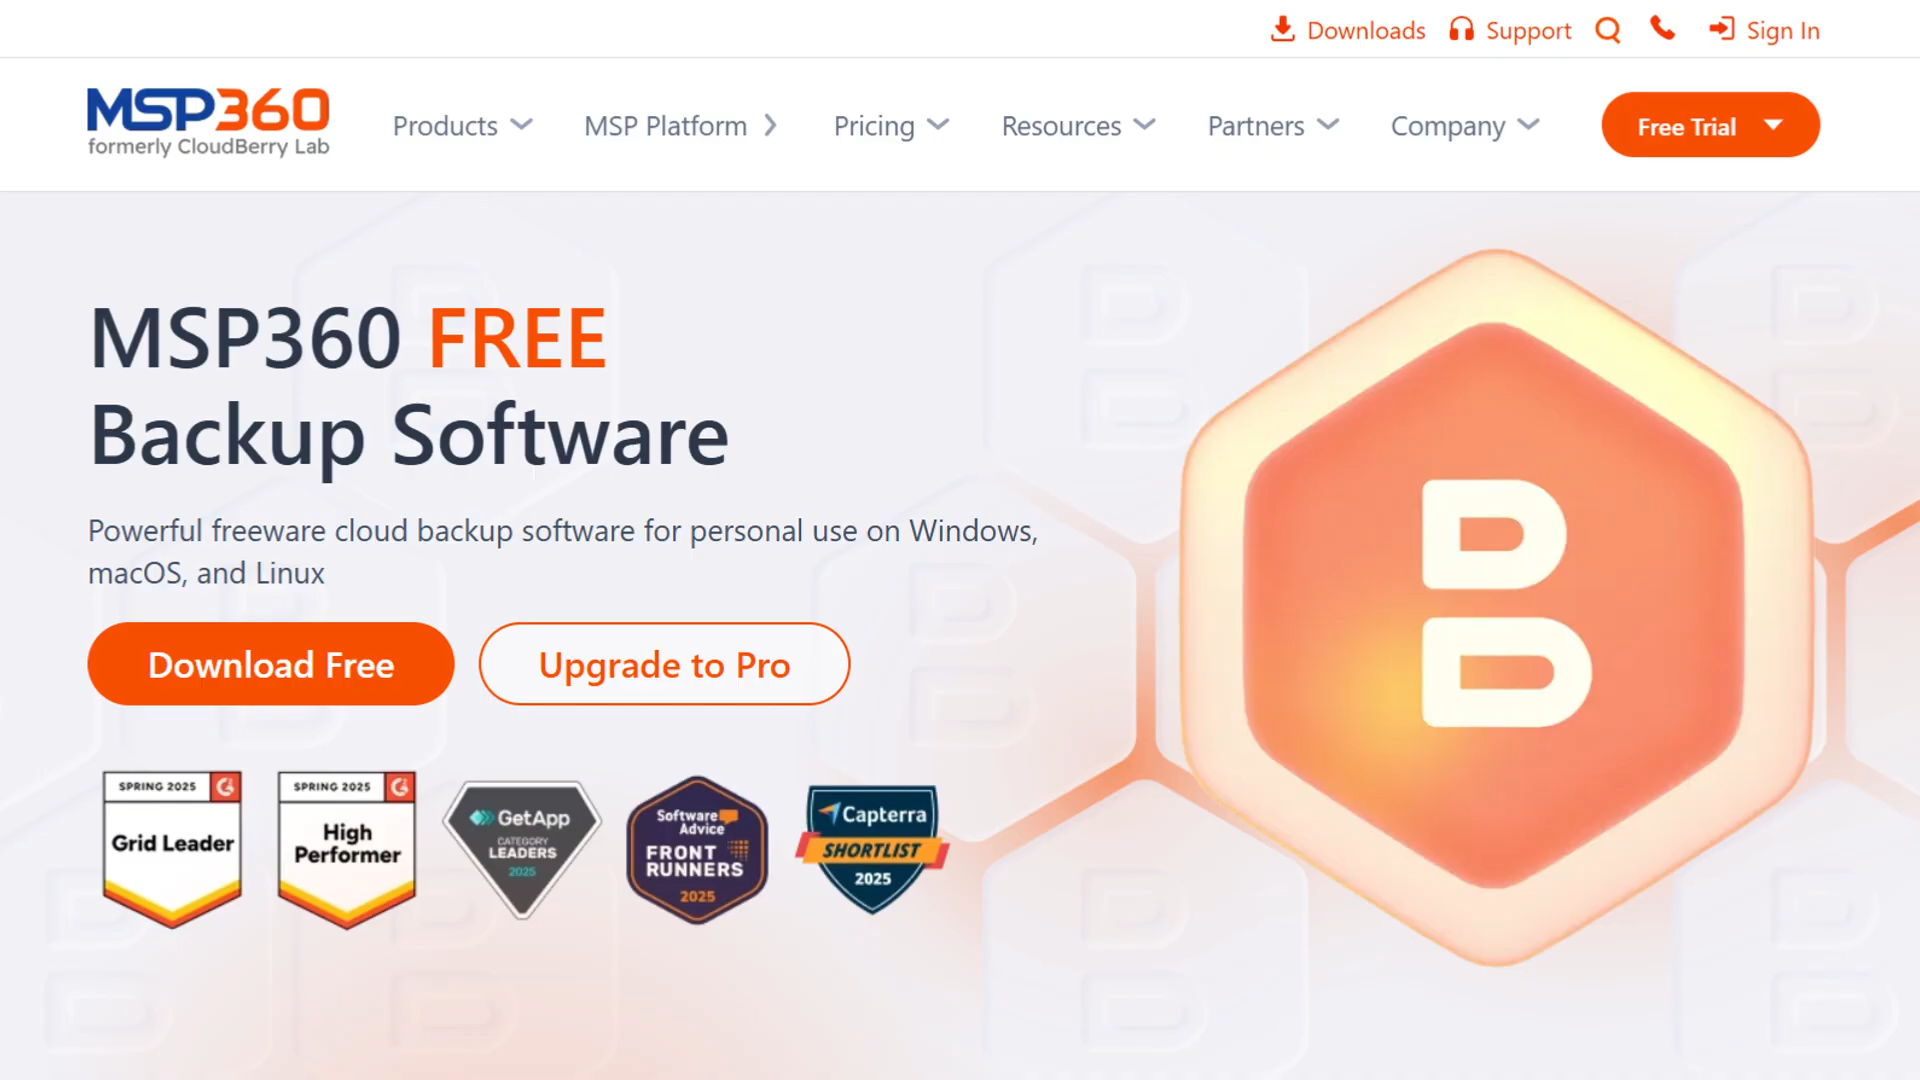 Downloads Support Sign In
MSP360
formerly CloudBerry Lab
Products MSP Platform Pricing Resources Partners Company Free Trial
MSP360 FREE
Backup Software
Powerful freeware cloud backup software for personal use on Windows,
macOS, and Linux
Download Free Upgrade to Pro
SPRING 2025
Grid Leader
SPRING 2025
High
Performer
GetApp
CATEGORY
LEADERS
2025
Software
Advice
FRONT
RUNNERS
2025
Capterra
SHORTLIST
2025
B